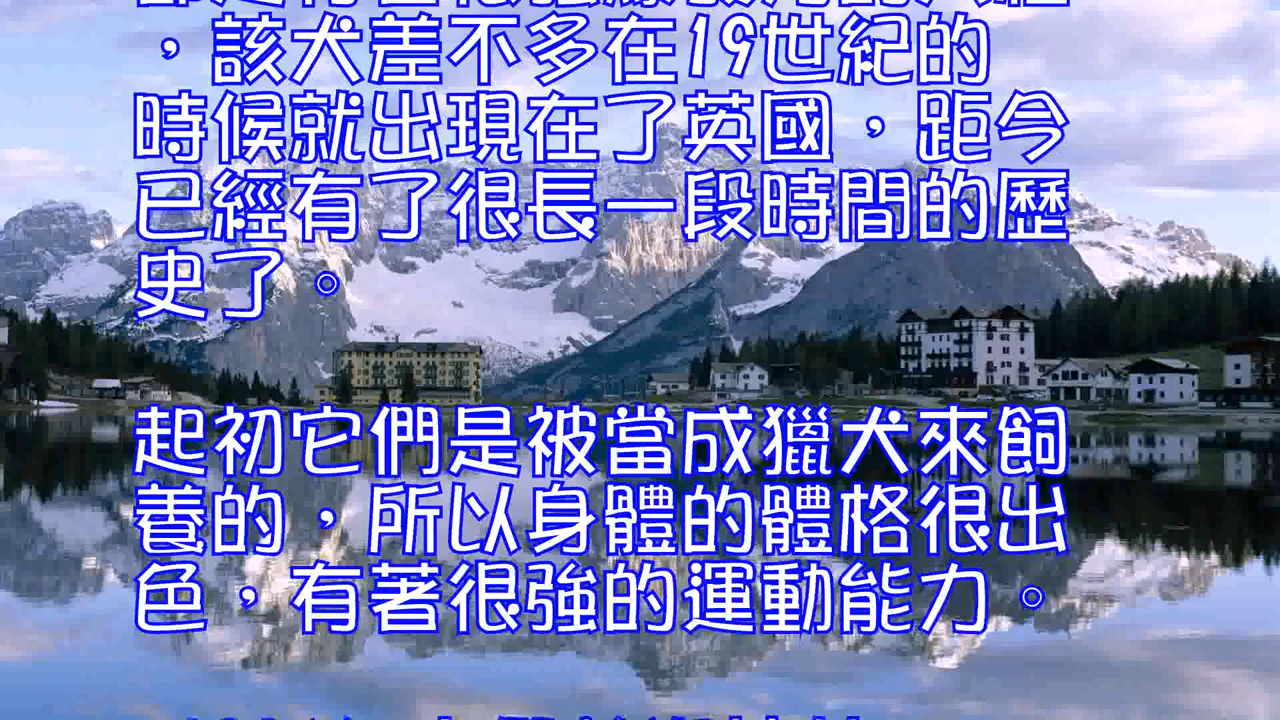 ，該犬差不多在19世紀的
時候就出現在了英國，距今
已經有了很長一段時間的歷
史了。
起初它們是被當成獵犬來飼
養的，所以身體的體格很出
色，有著很強的運動能力。